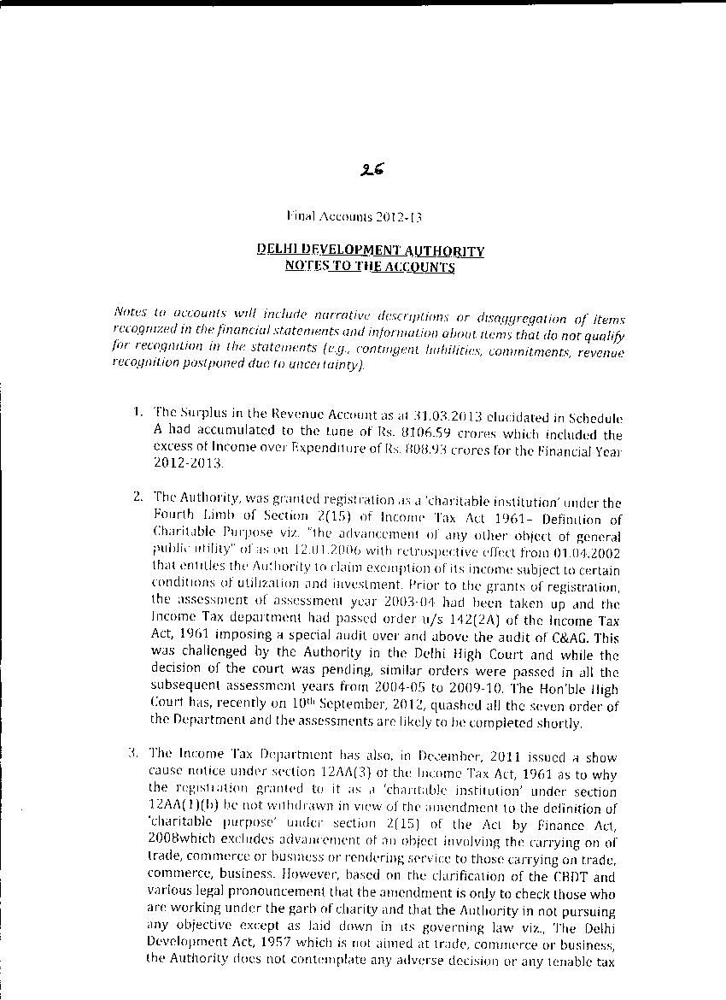 26
Final Accounts 2012-13
DELHI DEVELOPMENT AUTHORITY
NOTES TO THE ACCOUNTS
Notes to accounts will include narrative descriptions or disaggregation of items
recognized in the financial statements and information about items that do not qualify
for recognition in the statements (e.g., contingent liabilities, commitments, revenue
recognition postponed due to uncertainty).
1. The Surplus in the Revenue Account as at 31.03.2013 elucidated in Schedule
A had accumulated to the tune of Rs. 8106.59 crores which included the
excess of Income over Expenditure of Rs. 808.93 crores for the Financial Year
2012-2013.
2. The Authority, was granted registration as a 'charitable institution' under the
Fourth Limb of Section 2(15) of Income Tax Act 1961– Definition of
Charitable Purpose viz. "the advancement of any other object of general
public utility" of as on 12.01.2006 with retrospective effect from 01.04.2002
that entitles the Authority to claim exemption of its income subject to certain
conditions of utilization and investment. Prior to the grants of registration,
the assessment of assessment year 2003-04 had been taken up and the
Income Tax department had passed order u/s 142(2A) of the Income Tax
Act, 1961 imposing a special audit over and above the audit of C&AG. This
was challenged by the Authority in the Delhi High Court and while the
decision of the court was pending, similar orders were passed in all the
subsequent assessment years from 2004-05 to 2009-10. The Hon'ble High
Court has, recently on 10th September, 2012, quashed all the seven order of
the Department and the assessments are likely to be completed shortly.
3. The Income Tax Department has also, in December, 2011 issued a show
cause notice under section 12AA(3) of the Income Tax Act, 1961 as to why
the registration granted to it as a 'charitable institution' under section
12AA(1)(b) be not withdrawn in view of the amendment to the definition of
'charitable purpose' under section 2(15) of the Act by Finance Act,
2008which excludes advancement of an object involving the carrying on of
trade, commerce or business or rendering service to those carrying on trade,
commerce, business. However, based on the clarification of the CBDT and
various legal pronouncement that the amendment is only to check those who
are working under the garb of charity and that the Authority in not pursuing
any objective except as laid down in its governing law viz., The Delhi
Development Act, 1957 which is not aimed at trade, commerce or business,
the Authority does not contemplate any adverse decision or any tenable tax